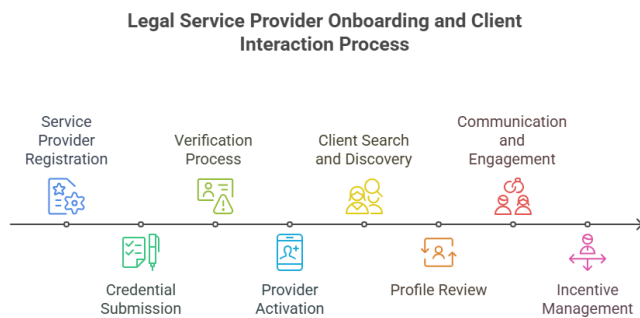 Legal Service Provider Onboarding and Client
Interaction Process
Service
Provider
Registration
Credential
Submission
Verification
Process
Provider
Activation
Client Search
and Discovery
Profile Review
Communication
and
Engagement
Incentive
Management